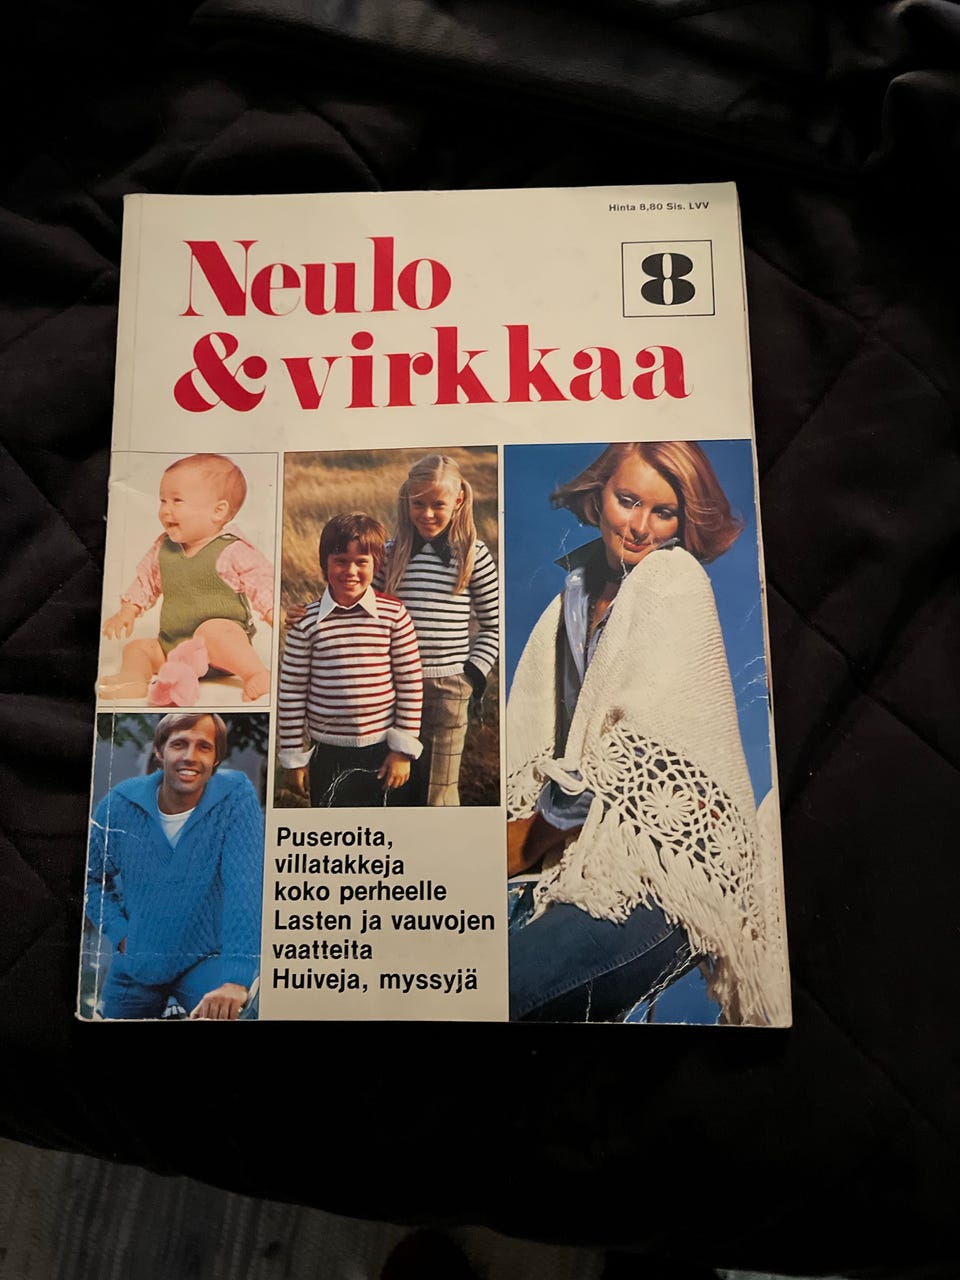 Hinta 8,80 Sis. LVV
Neulo
8
& virkkaa
Puseroita,
villatakkeja
koko perheelle
Lasten ja vauvojen
vaatteita
Huiveja, myssyjä